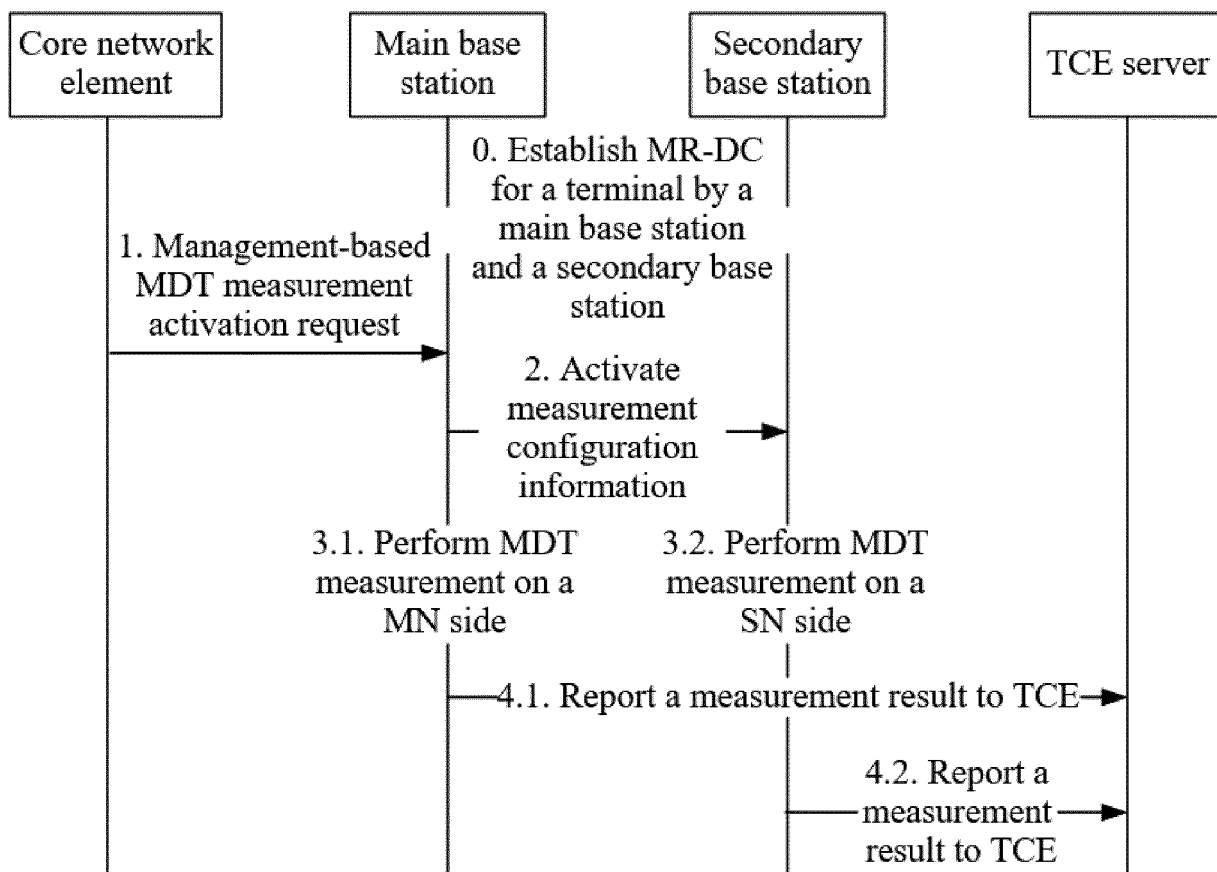 Core network
element
Main base
station
Secondary
base station
TCE server
0. Establish MR-DC
for a terminal by a
main base station
and a secondary base
station
1. Management-based
MDT measurement
activation request
2. Activate
measurement
configuration
information
3.1. Perform MDT
measurement on a
MN side
3.2. Perform MDT
measurement on a
SN side
4.1. Report a measurement result to TCE
4.2. Report a
measurement
result to TCE